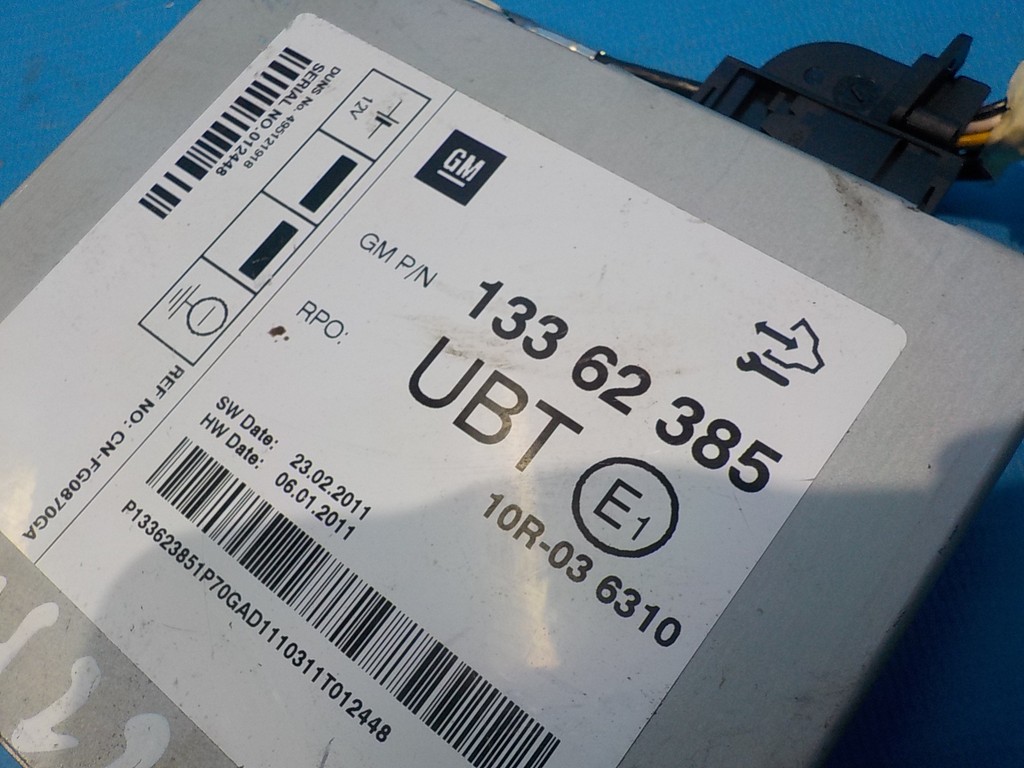 DUNS No. 495121918
SERIAL NO.012448
12V
REF NO: CN-FG0870GA
GM
GM P/N 133 62 385
RPO: UBT
E1
10R-03 6310
SW Date: 23.02.2011
HW Date: 06.01.2011
P133623851P70GAD1110311T012448